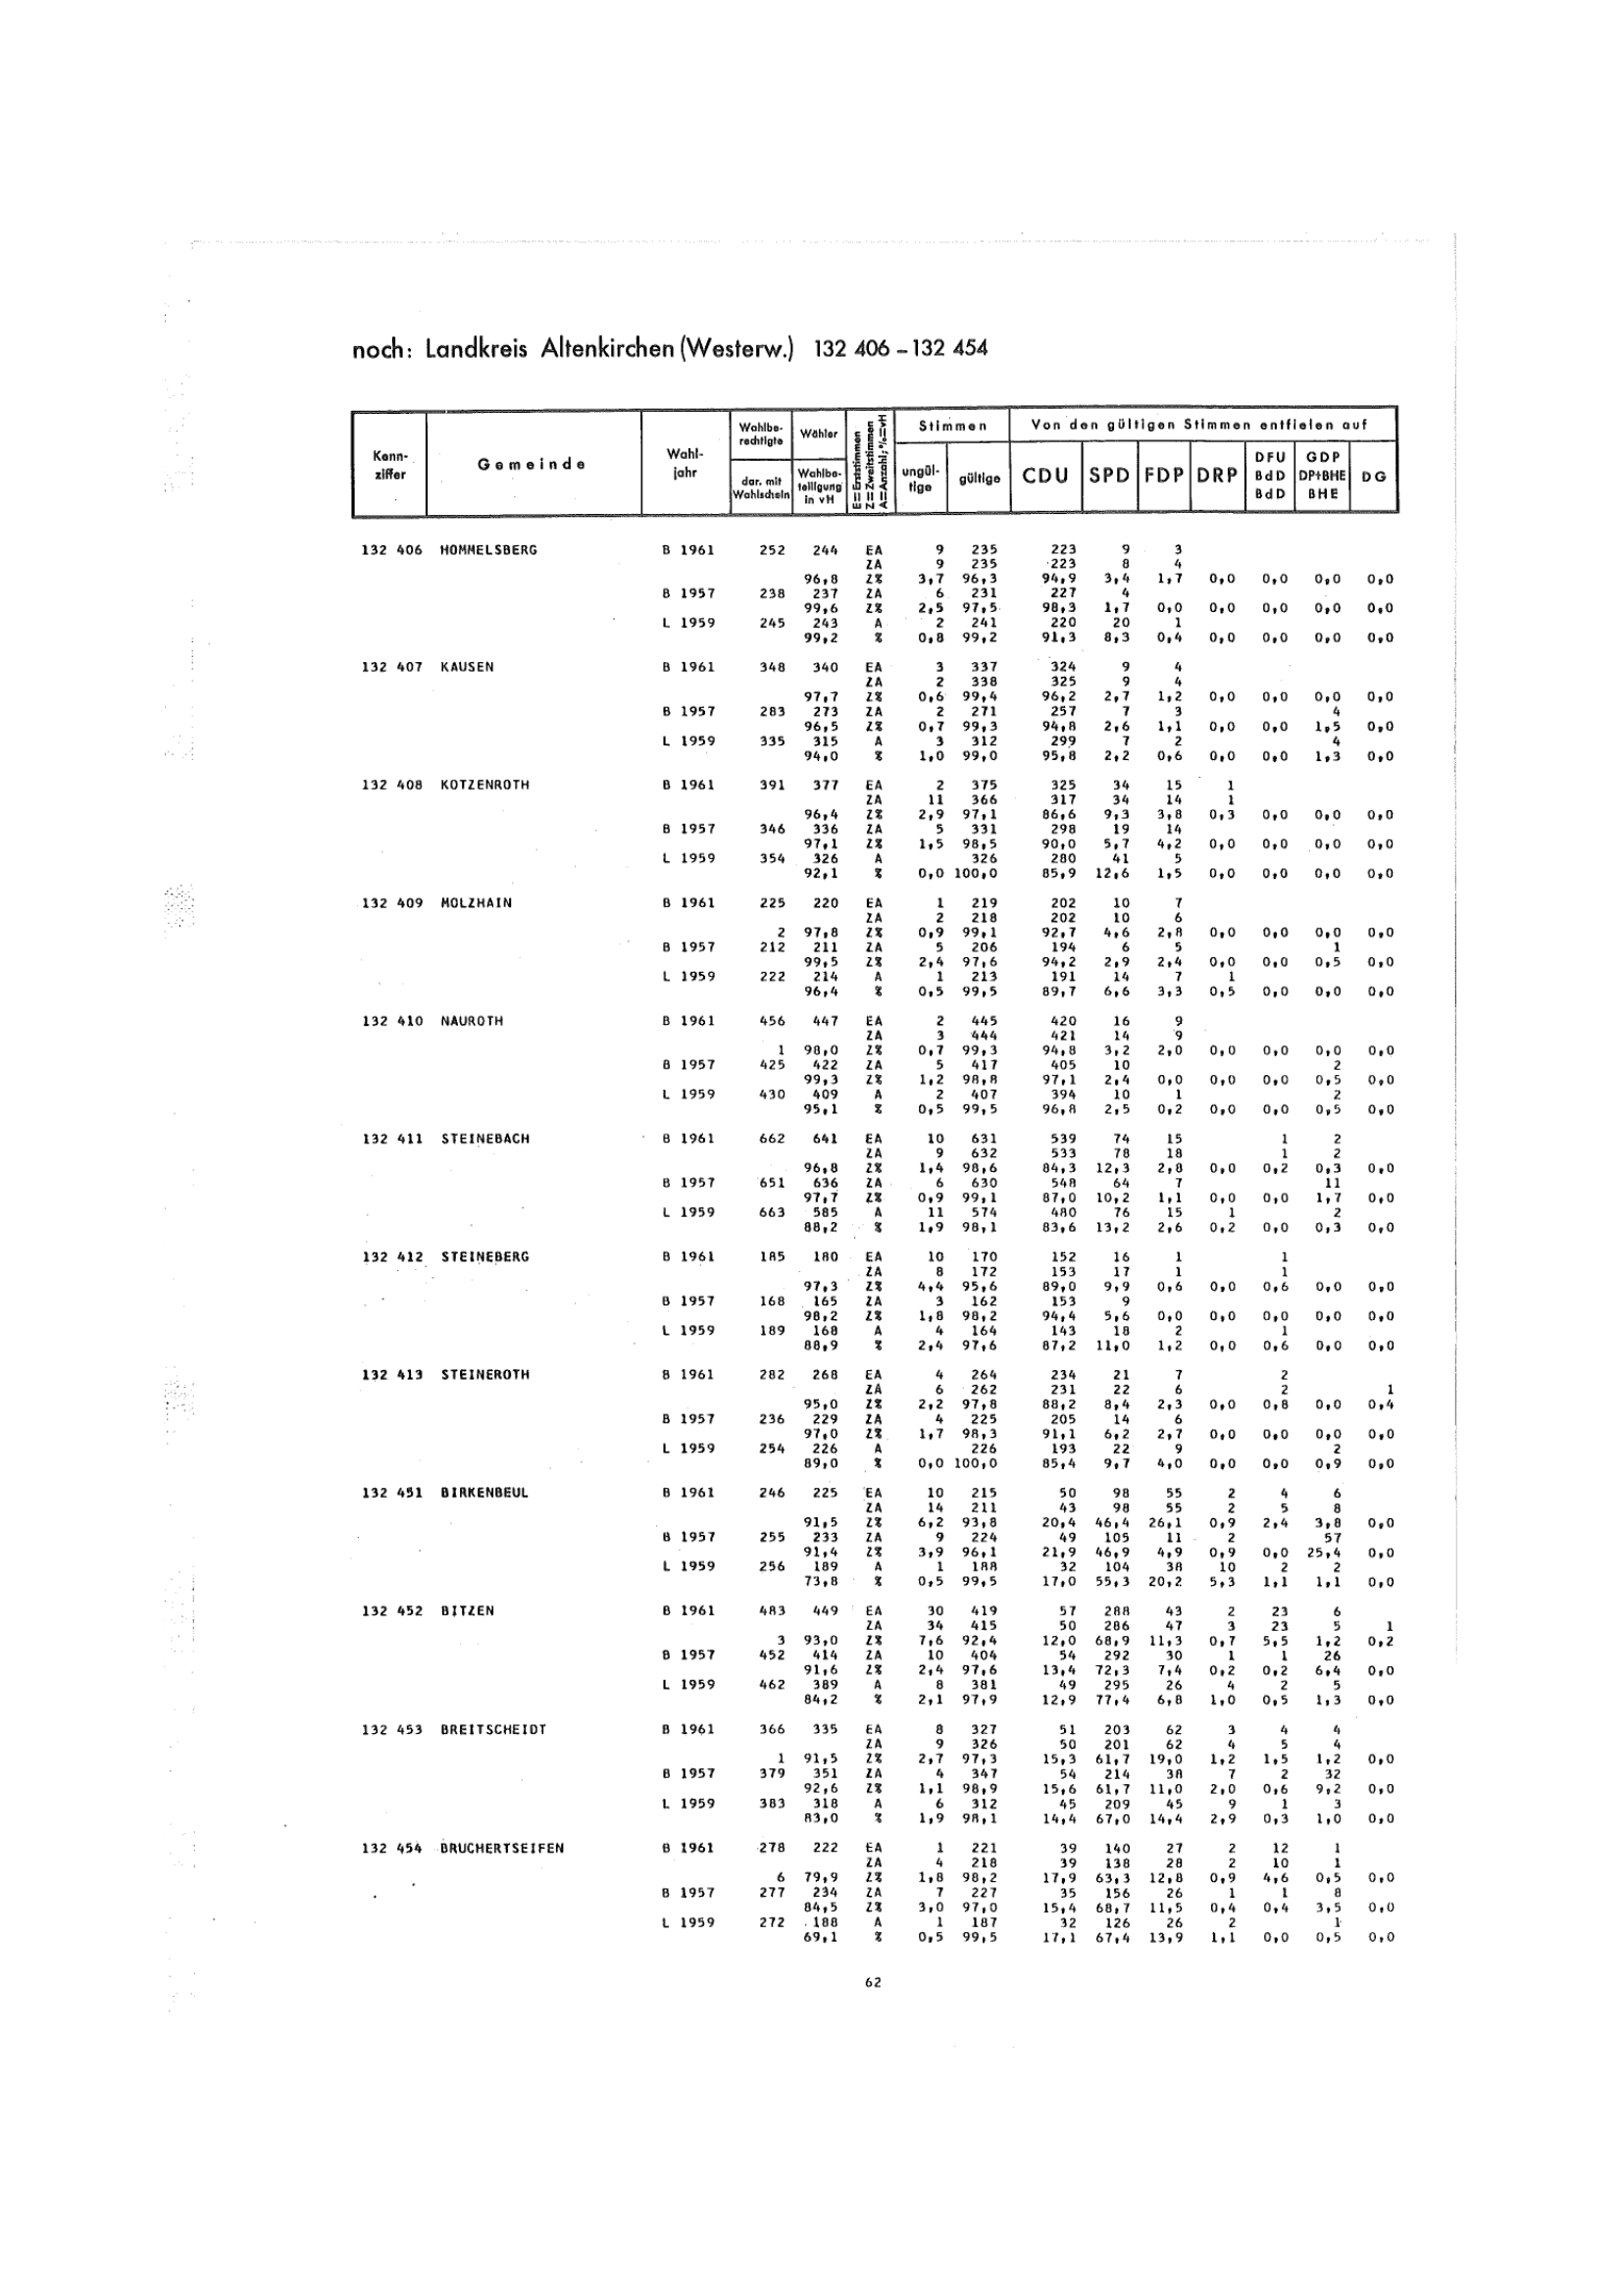 noch: Landkreis Altenkirchen (Westerw.) 132 406 – 132 454
Kenn-ziffer Gemeinde Wahl-jahr Wahlbe-rechtigte dar. mit Wahlschein Wähler Wahlbe-teiligung in vH E = Erststimmen Z = Zweitstimmen A = Anzahl; % = vH Stimmen ungül-tige gültige Von den gültigen Stimmen entfielen auf CDU SPD FDP DRP DFU BdD BdD GDP DP+BHE BHE DG
132 406 HOMMELSBERG B 1961 252 244 EA 9 235 223 9 3
ZA 9 235 223 8 4
96,8 Z% 3,7 96,3 94,9 3,4 1,7 0,0 0,0 0,0 0,0
B 1957 238 237 ZA 6 231 227 4
99,6 Z% 2,5 97,5 98,3 1,7 0,0 0,0 0,0 0,0 0,0
L 1959 245 243 A 2 241 220 20 1
99,2 % 0,8 99,2 91,3 8,3 0,4 0,0 0,0 0,0 0,0
132 407 KAUSEN B 1961 348 340 EA 3 337 324 9 4
ZA 2 338 325 9 4
97,7 Z% 0,6 99,4 96,2 2,7 1,2 0,0 0,0 0,0 0,0
B 1957 283 273 ZA 2 271 257 7 3 4
96,5 Z% 0,7 99,3 94,8 2,6 1,1 0,0 0,0 1,5 0,0
L 1959 335 315 A 3 312 299 7 2 4
94,0 % 1,0 99,0 95,8 2,2 0,6 0,0 0,0 1,3 0,0
132 408 KOTZENROTH B 1961 391 377 EA 2 375 325 34 15 1
ZA 11 366 317 34 14 1
96,4 Z% 2,9 97,1 86,6 9,3 3,8 0,3 0,0 0,0 0,0
B 1957 346 336 ZA 5 331 298 19 14
97,1 Z% 1,5 98,5 90,0 5,7 4,2 0,0 0,0 0,0 0,0
L 1959 354 326 A 326 280 41 5
92,1 % 0,0 100,0 85,9 12,6 1,5 0,0 0,0 0,0 0,0
132 409 MOLZHAIN B 1961 225 220 EA 1 219 202 10 7
ZA 2 218 202 10 6
2 97,8 Z% 0,9 99,1 92,7 4,6 2,8 0,0 0,0 0,0 0,0
B 1957 212 211 ZA 5 206 194 6 5 1
99,5 Z% 2,4 97,6 94,2 2,9 2,4 0,0 0,0 0,5 0,0
L 1959 222 214 A 1 213 191 14 7 1
96,4 % 0,5 99,5 89,7 6,6 3,3 0,5 0,0 0,0 0,0
132 410 NAUROTH B 1961 456 447 EA 2 445 420 16 9
ZA 3 444 421 14 9
1 98,0 Z% 0,7 99,3 94,8 3,2 2,0 0,0 0,0 0,0 0,0
B 1957 425 422 ZA 5 417 405 10 2
99,3 Z% 1,2 98,8 97,1 2,4 0,0 0,0 0,0 0,5 0,0
L 1959 430 409 A 2 407 394 10 1 2
95,1 % 0,5 99,5 96,8 2,5 0,2 0,0 0,0 0,5 0,0
132 411 STEINEBACH B 1961 662 641 EA 10 631 539 74 15 1 2
ZA 9 632 533 78 18 1 2
96,8 Z% 1,4 98,6 84,3 12,3 2,8 0,0 0,2 0,3 0,0
B 1957 651 636 ZA 6 630 548 64 7 11
97,7 Z% 0,9 99,1 87,0 10,2 1,1 0,0 0,0 1,7 0,0
L 1959 663 585 A 11 574 480 76 15 1 2
88,2 % 1,9 98,1 83,6 13,2 2,6 0,2 0,0 0,3 0,0
132 412 STEINEBERG B 1961 185 180 EA 10 170 152 16 1 1
ZA 8 172 153 17 1 1
97,3 Z% 4,4 95,6 89,0 9,9 0,6 0,0 0,6 0,0 0,0
B 1957 168 165 ZA 3 162 153 9
98,2 Z% 1,8 98,2 94,4 5,6 0,0 0,0 0,0 0,0 0,0
L 1959 189 168 A 4 164 143 18 2 1
88,9 % 2,4 97,6 87,2 11,0 1,2 0,0 0,6 0,0 0,0
132 413 STEINEROTH B 1961 282 268 EA 4 264 234 21 7 2
ZA 6 262 231 22 6 2 1
95,0 Z% 2,2 97,8 88,2 8,4 2,3 0,0 0,8 0,0 0,4
B 1957 236 229 ZA 4 225 205 14 6
97,0 Z% 1,7 98,3 91,1 6,2 2,7 0,0 0,0 0,0 0,0
L 1959 254 226 A 226 193 22 9 2
89,0 % 0,0 100,0 85,4 9,7 4,0 0,0 0,0 0,9 0,0
132 451 BIRKENBEUL B 1961 246 225 EA 10 215 50 98 55 2 4 6
ZA 14 211 43 98 55 2 5 8
91,5 Z% 6,2 93,8 20,4 46,4 26,1 0,9 2,4 3,8 0,0
B 1957 255 233 ZA 9 224 49 105 11 2 57
91,4 Z% 3,9 96,1 21,9 46,9 4,9 0,9 0,0 25,4 0,0
L 1959 256 189 A 1 188 32 104 38 10 2 2
73,8 % 0,5 99,5 17,0 55,3 20,2 5,3 1,1 1,1 0,0
132 452 BITZEN B 1961 483 449 EA 30 419 57 288 43 2 23 6
ZA 34 415 50 286 47 3 23 5 1
3 93,0 Z% 7,6 92,4 12,0 68,9 11,3 0,7 5,5 1,2 0,2
B 1957 452 414 ZA 10 404 54 292 30 1 1 26
91,6 Z% 2,4 97,6 13,4 72,3 7,4 0,2 0,2 6,4 0,0
L 1959 462 389 A 8 381 49 295 26 4 2 5
84,2 % 2,1 97,9 12,9 77,4 6,8 1,0 0,5 1,3 0,0
132 453 BREITSCHEIDT B 1961 366 335 EA 8 327 51 203 62 3 4 4
ZA 9 326 50 201 62 4 5 4
1 91,5 Z% 2,7 97,3 15,3 61,7 19,0 1,2 1,5 1,2 0,0
B 1957 379 351 ZA 4 347 54 214 38 7 2 32
92,6 Z% 1,1 98,9 15,6 61,7 11,0 2,0 0,6 9,2 0,0
L 1959 383 318 A 6 312 45 209 45 9 1 3
83,0 % 1,9 98,1 14,4 67,0 14,4 2,9 0,3 1,0 0,0
132 454 BRUCHERTSEIFEN B 1961 278 222 EA 1 221 39 140 27 2 12 1
ZA 4 218 39 138 28 2 10 1
6 79,9 Z% 1,8 98,2 17,9 63,3 12,8 0,9 4,6 0,5 0,0
B 1957 277 234 ZA 7 227 35 156 26 1 1 8
84,5 Z% 3,0 97,0 15,4 68,7 11,5 0,4 0,4 3,5 0,0
L 1959 272 188 A 1 187 32 126 26 2 1
69,1 % 0,5 99,5 17,1 67,4 13,9 1,1 0,0 0,5 0,0
62